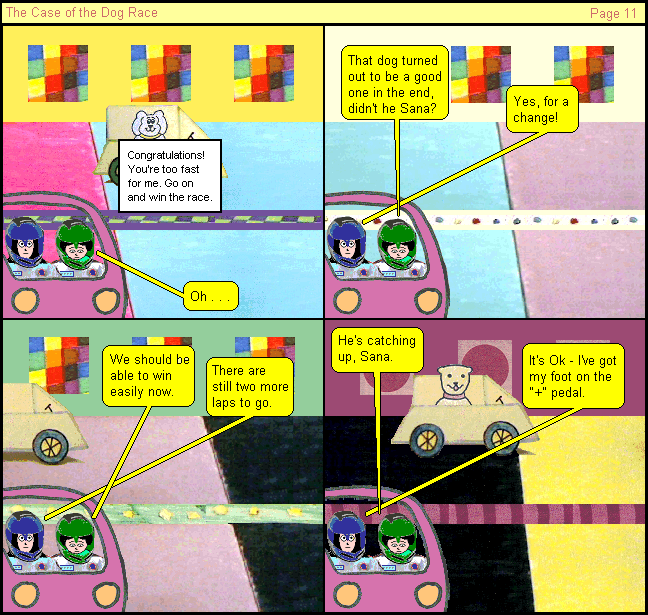 The Case of the Dog Race
Page 11
Congratulations!
You're too fast
for me. Go on
and win the race.
Oh . . .
That dog turned
out to be a good
one in the end,
didn't he Sana?
Yes, for a
change!
We should be
able to win
easily now.
There are
still two more
laps to go.
He's catching
up, Sana.
It's Ok - I've got
my foot on the
"+" pedal.